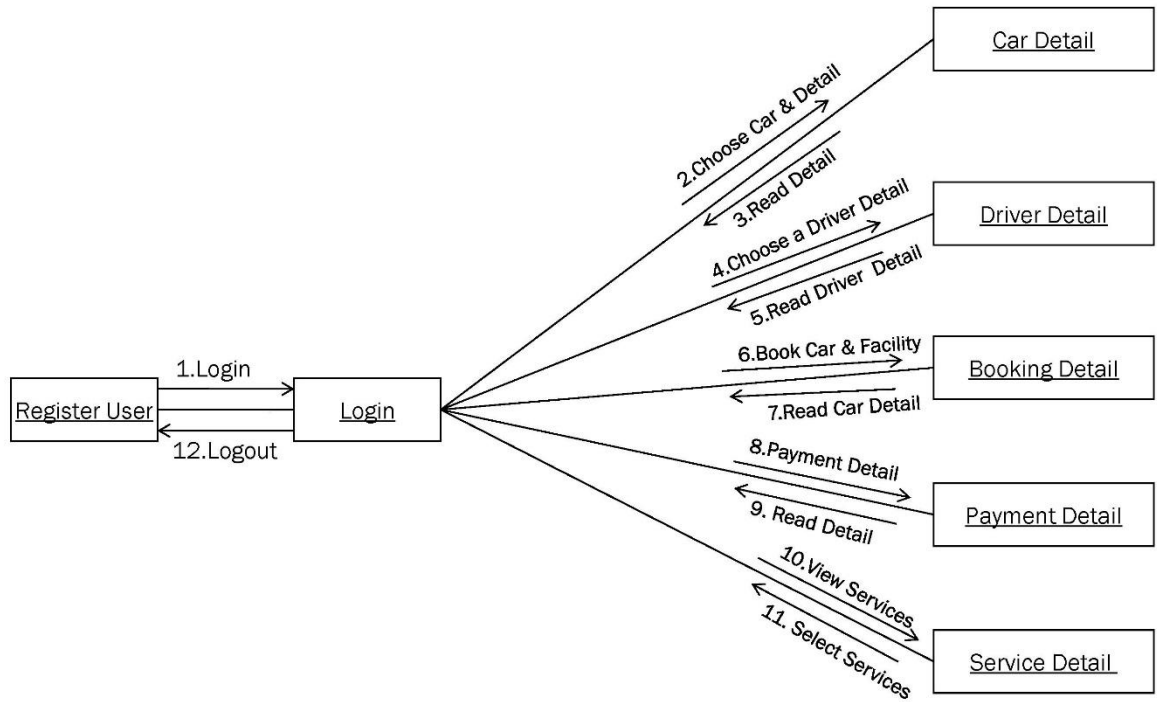 Car Detail
2.Choose Car & Detail
3.Read Detail
Driver Detail
4.Choose a Driver Detail
5.Read Driver Detail
6.Book Car & Facility
Booking Detail
7.Read Car Detail
1.Login
Register User
Login
12.Logout
8.Payment Detail
Payment Detail
9. Read Detail
10.View Services
11. Select Services
Service Detail